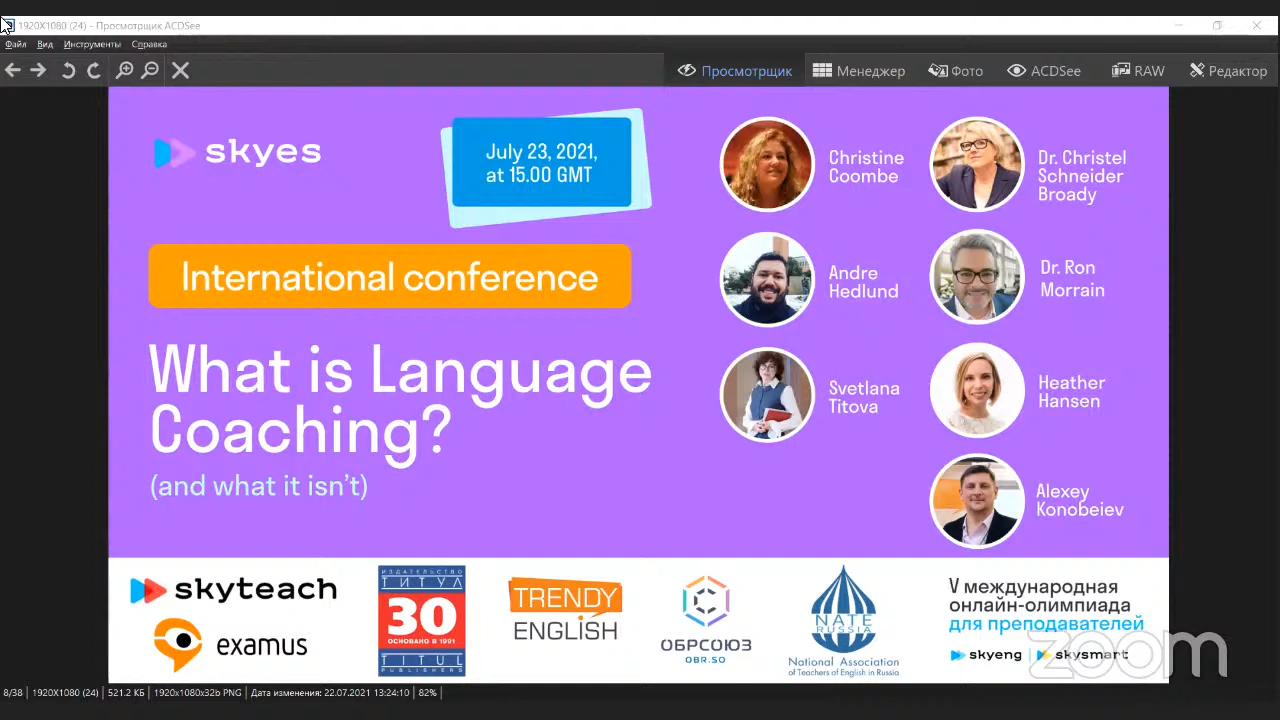 1920X1080 (24) - Просмотрщик ACDSee
Файл Вид Инструменты Справка
Просмотрщик Менеджер Фото ACDSee RAW Редактор
skyes
July 23, 2021,
at 15.00 GMT
International conference
What is Language
Coaching?
(and what it isn't)
Christine
Coombe
Dr. Christel
Schneider
Broady
Andre
Hedlund
Dr. Ron
Morrain
Svetlana
Titova
Heather
Hansen
Alexey
Konobeiev
skyteach
examus
ИЗДАТЕЛЬСТВО
ТИТУЛ
30
ОСНОВАНО В 1991
TITUL
PUBLISHERS
TRENDY
ENGLISH
ОБРСОЮЗ
OBR.SO
NATE
RUSSIA
National Association
of Teachers of English in Russia
V международная
онлайн-олимпиада
для преподавателей
skyeng skysmart
zoom
8/38 1920X1080 (24) 521.2 КБ 1920x1080x32b PNG Дата изменения: 22.07.2021 13:24:10 82%